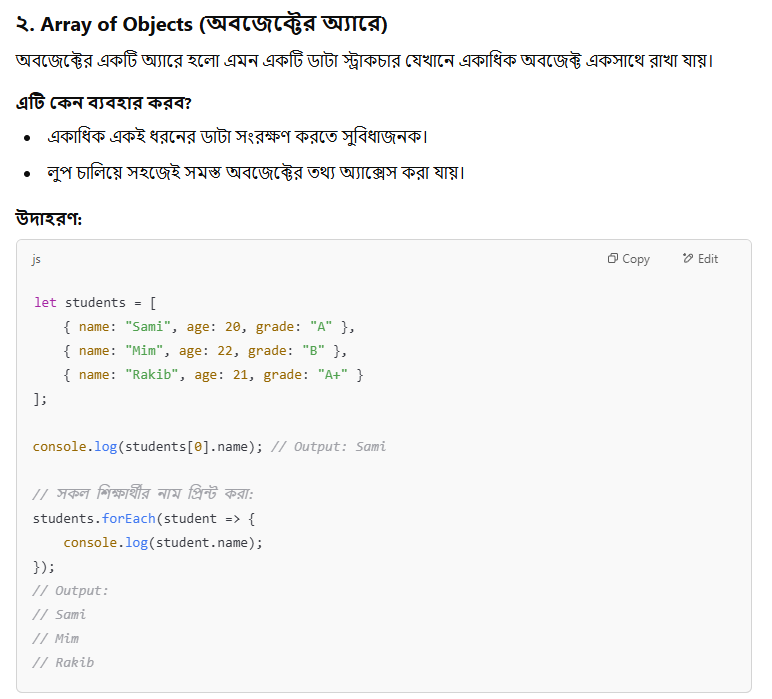 ২. Array of Objects (অবজেক্টের অ্যারে)
অবজেক্টের একটি অ্যারে হলো এমন একটি ডাটা স্ট্রাকচার যেখানে একাধিক অবজেক্ট একসাথে রাখা যায়।
এটি কেন ব্যবহার করব?
• একাধিক একই ধরনের ডাটা সংরক্ষণ করতে সুবিধাজনক।
• লুপ চালিয়ে সহজেই সমস্ত অবজেক্টের তথ্য অ্যাক্সেস করা যায়।
উদাহরণ:
js Copy Edit
let students = [
    { name: "Sami", age: 20, grade: "A" },
    { name: "Mim", age: 22, grade: "B" },
    { name: "Rakib", age: 21, grade: "A+" }
];
console.log(students[0].name); // Output: Sami
// সকল শিক্ষার্থীর নাম প্রিন্ট করা:
students.forEach(student => {
    console.log(student.name);
});
// Output:
// Sami
// Mim
// Rakib